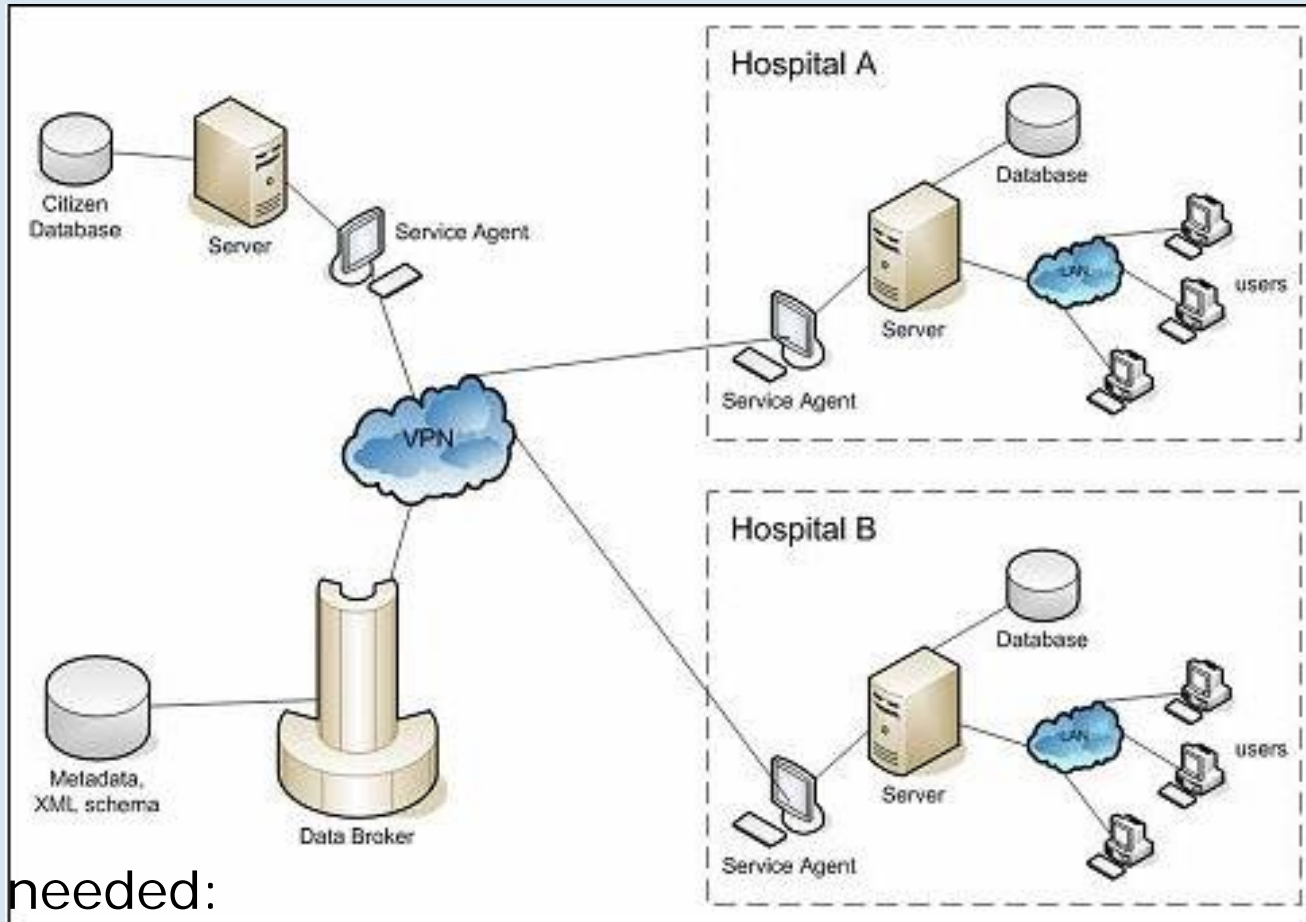 Hospital A
Database
Citizen
Database
Server
Service Agent
LAN
users
Server
Service Agent
VPN
Hospital B
Database
LAN
users
Server
Service Agent
Metadata,
XML schema
Data Broker
needed: